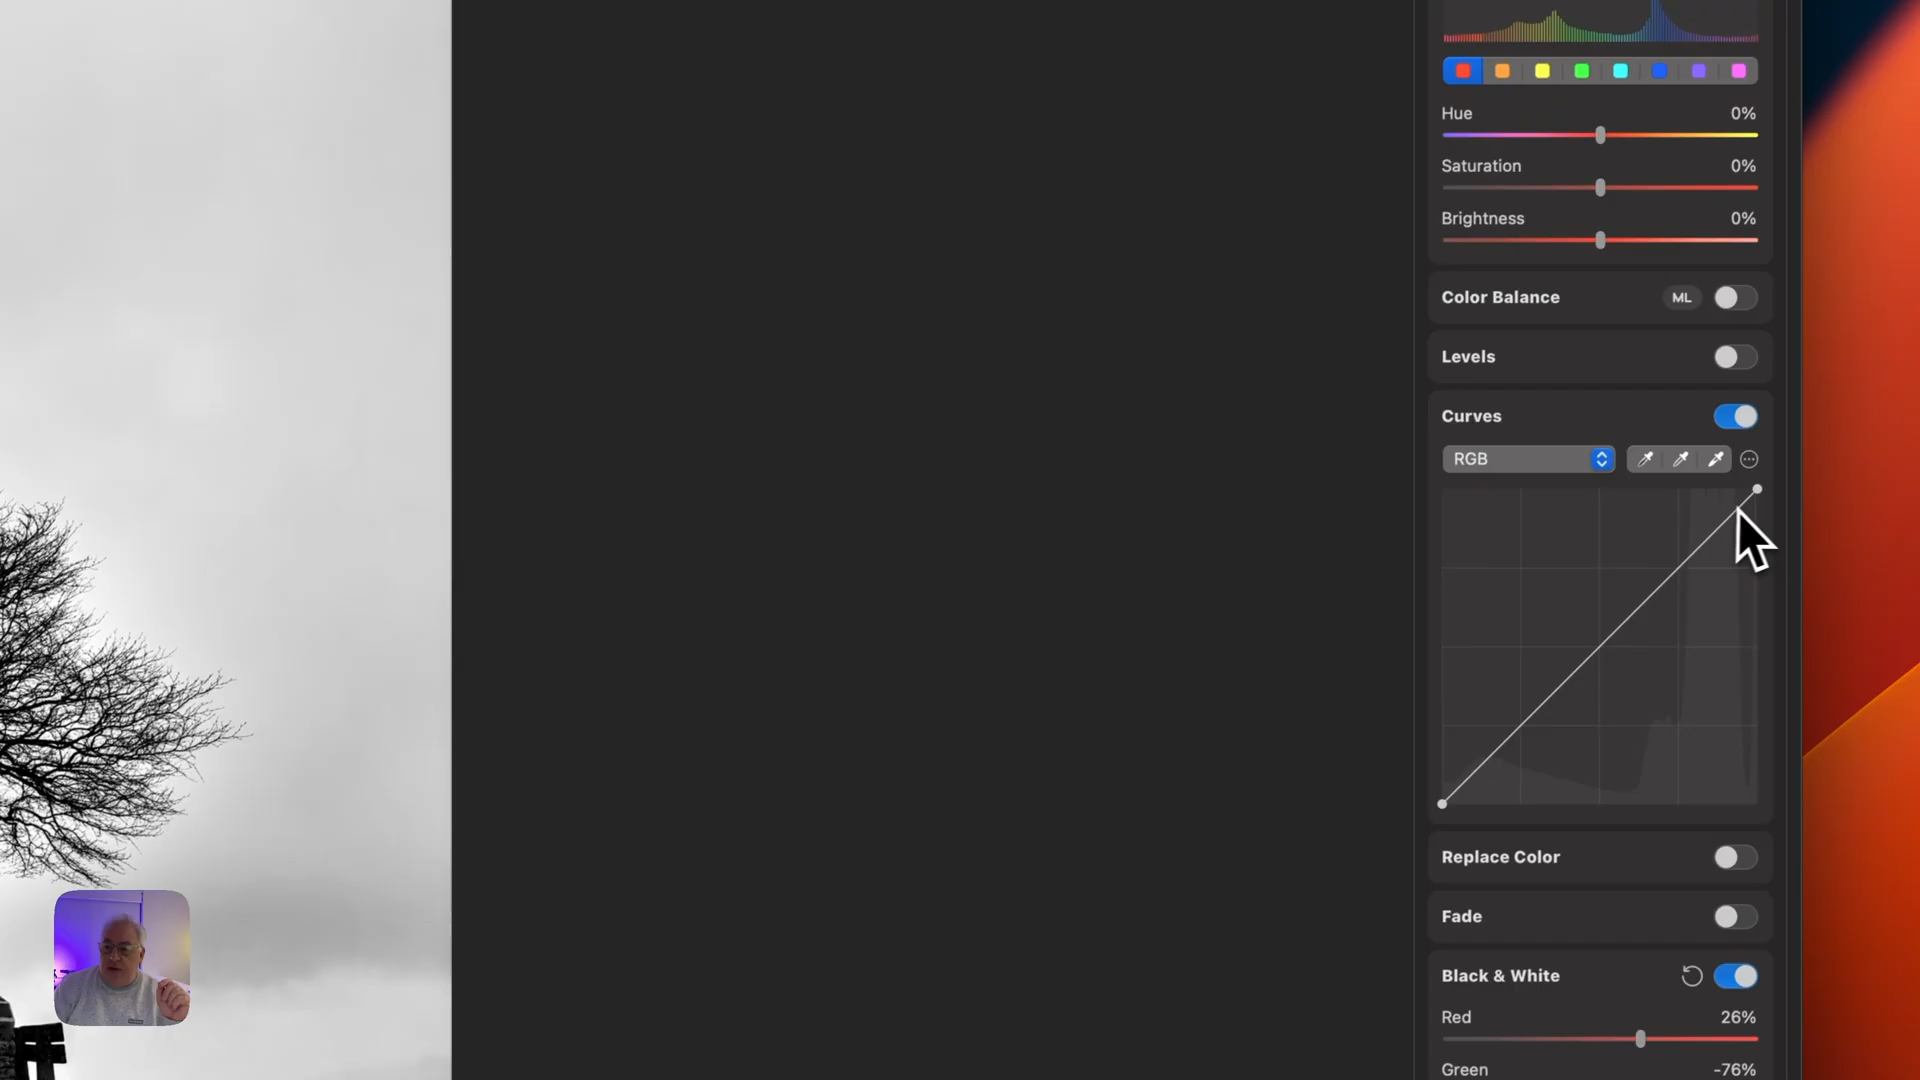 Hue 0%
Saturation 0%
Brightness 0%
Color Balance ML
Levels
Curves
RGB
Replace Color
Fade
Black & White
Red 26%
Green -76%